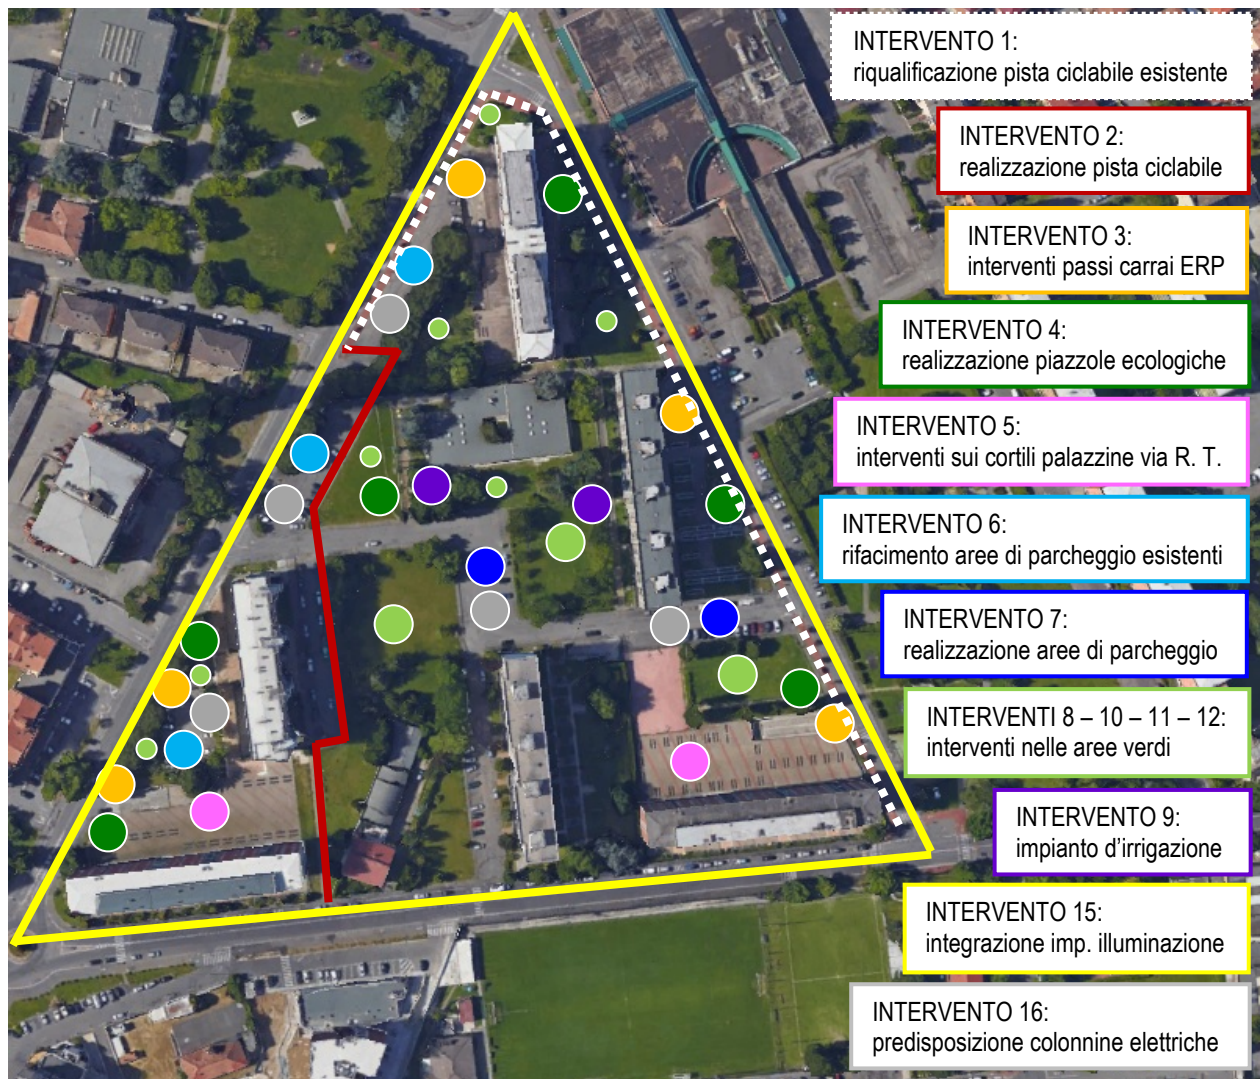 INTERVENTO 1:
riqualificazione pista ciclabile esistente
INTERVENTO 2:
realizzazione pista ciclabile
INTERVENTO 3:
interventi passi carrai ERP
INTERVENTO 4:
realizzazione piazzole ecologiche
INTERVENTO 5:
interventi sui cortili palazzine via R. T.
INTERVENTO 6:
rifacimento aree di parcheggio esistenti
INTERVENTO 7:
realizzazione aree di parcheggio
INTERVENTI 8 – 10 – 11 – 12:
interventi nelle aree verdi
INTERVENTO 9:
impianto d'irrigazione
INTERVENTO 15:
integrazione imp. illuminazione
INTERVENTO 16:
predisposizione colonnine elettriche